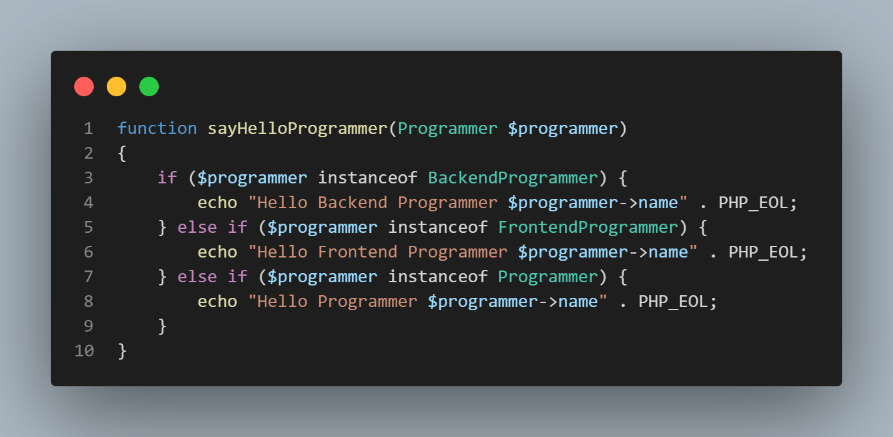 1 function sayHelloProgrammer(Programmer $programmer)
2 {
3     if ($programmer instanceof BackendProgrammer) {
4         echo "Hello Backend Programmer $programmer->name" . PHP_EOL;
5     } else if ($programmer instanceof FrontendProgrammer) {
6         echo "Hello Frontend Programmer $programmer->name" . PHP_EOL;
7     } else if ($programmer instanceof Programmer) {
8         echo "Hello Programmer $programmer->name" . PHP_EOL;
9     }
10 }